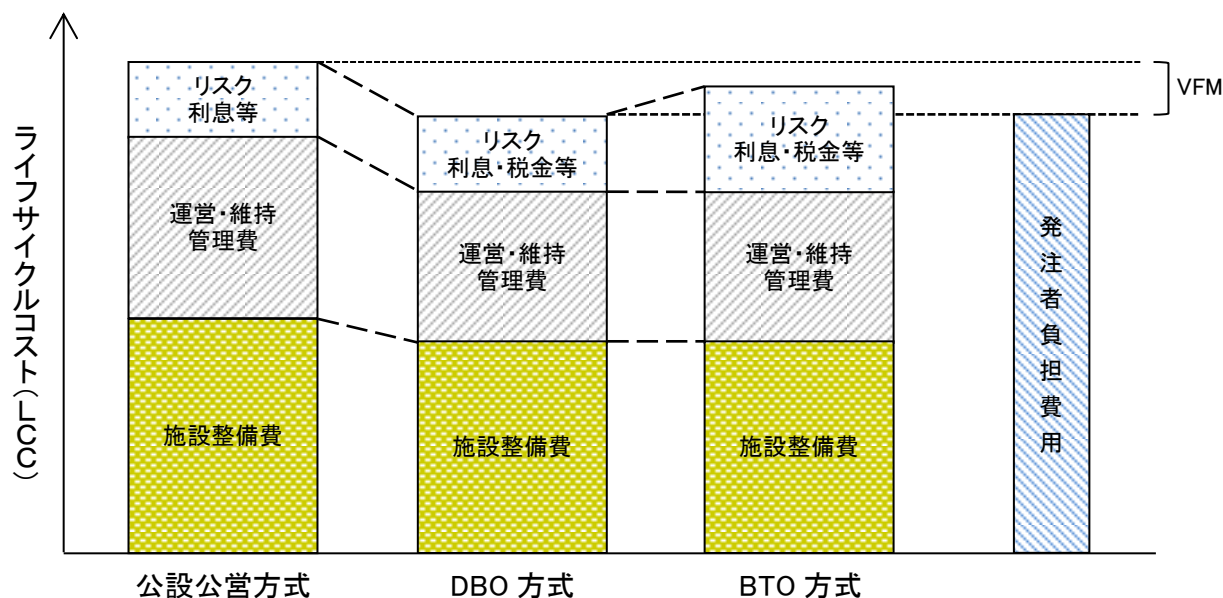 ライフサイクルコスト(LCC)
リスク
利息等
運営・維持
管理費
施設整備費
公設公営方式
リスク
利息・税金等
運営・維持
管理費
施設整備費
DBO 方式
リスク
利息・税金等
運営・維持
管理費
施設整備費
BTO 方式
発注者負担費用
VFM